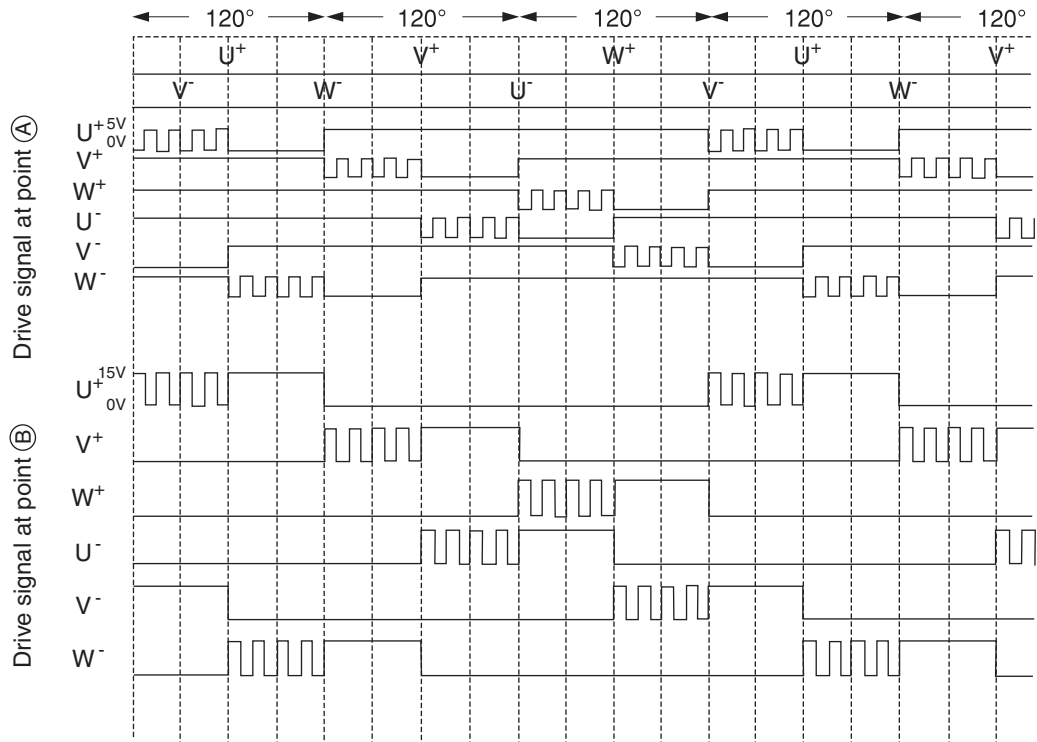 120° 120° 120° 120° 120°
U+ V+ W+ U+ V+
V- W- U- V- W-
Drive signal at point Ⓐ
U+ 5V
0V
V+
W+
U-
V-
W-
Drive signal at point Ⓑ
U+ 15V
0V
V+
W+
U-
V-
W-